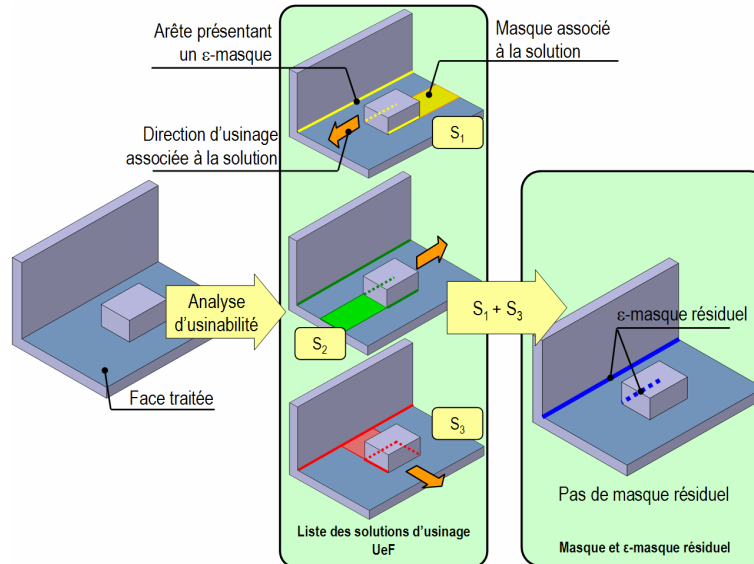 Arête présentant
un ε-masque
Masque associé
à la solution
Direction d'usinage
associée à la solution
S1
Analyse
d'usinabilité
S2
S1 + S3
ε-masque résiduel
Face traitée
S3
Pas de masque résiduel
Liste des solutions d'usinage
UeF
Masque et ε-masque résiduel